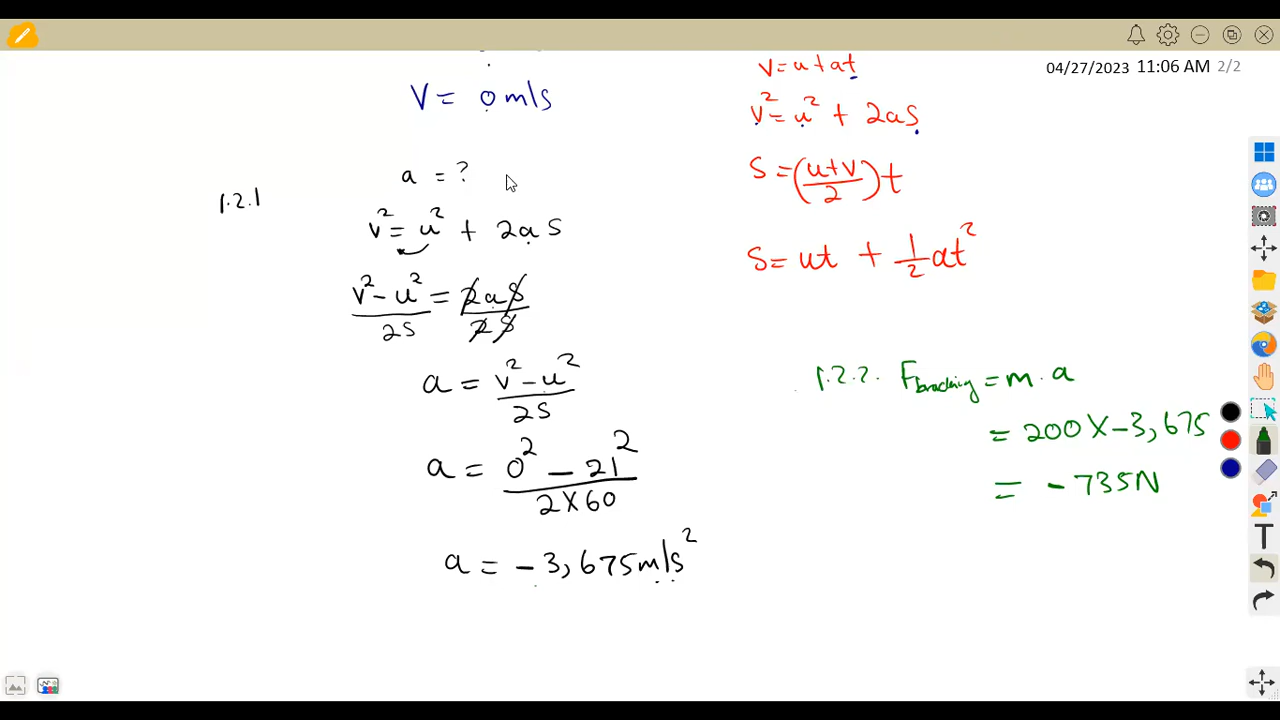 04/27/2023 11:06 AM 2/2
V = 0 m/s
a = ?
1.2.1
v² = u² + 2aS
v² - u² = 2aS
2S 2S
a = v² - u²
2S
a = 0² - 21²
2×60
a = -3,675 m/s²
v = u + at
v² = u² + 2aS
S = (u+v/2)t
S = ut + 1/2 at²
1.2.2. Fbraking = m . a
= 200 X -3,675
= -735N
T